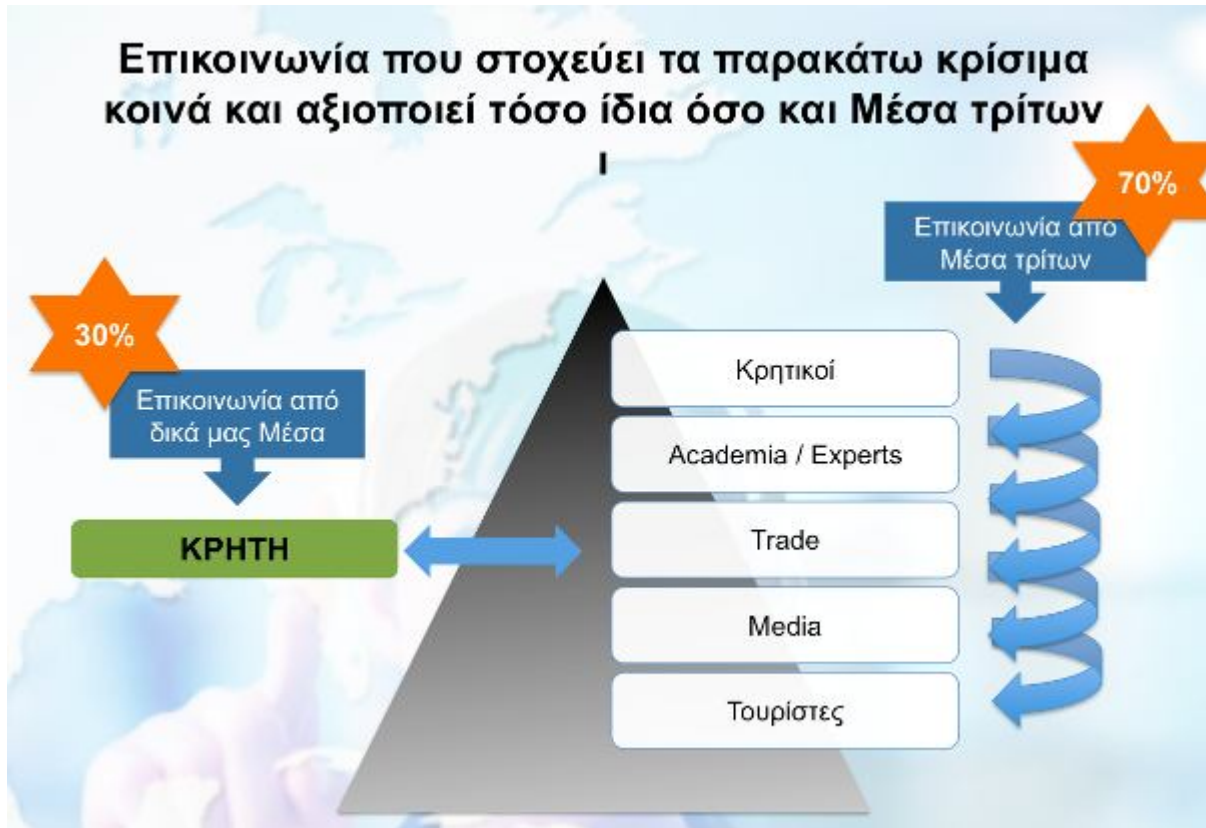 Επικοινωνία που στοχεύει τα παρακάτω κρίσιμα
κοινά και αξιοποιεί τόσο ίδια όσο και Μέσα τρίτων
ι
70%
Επικοινωνία από
Μέσα τρίτων
30%
Επικοινωνία από
δικά μας Μέσα
ΚΡΗΤΗ
Κρητικοί
Academia / Experts
Trade
Media
Τουρίστες